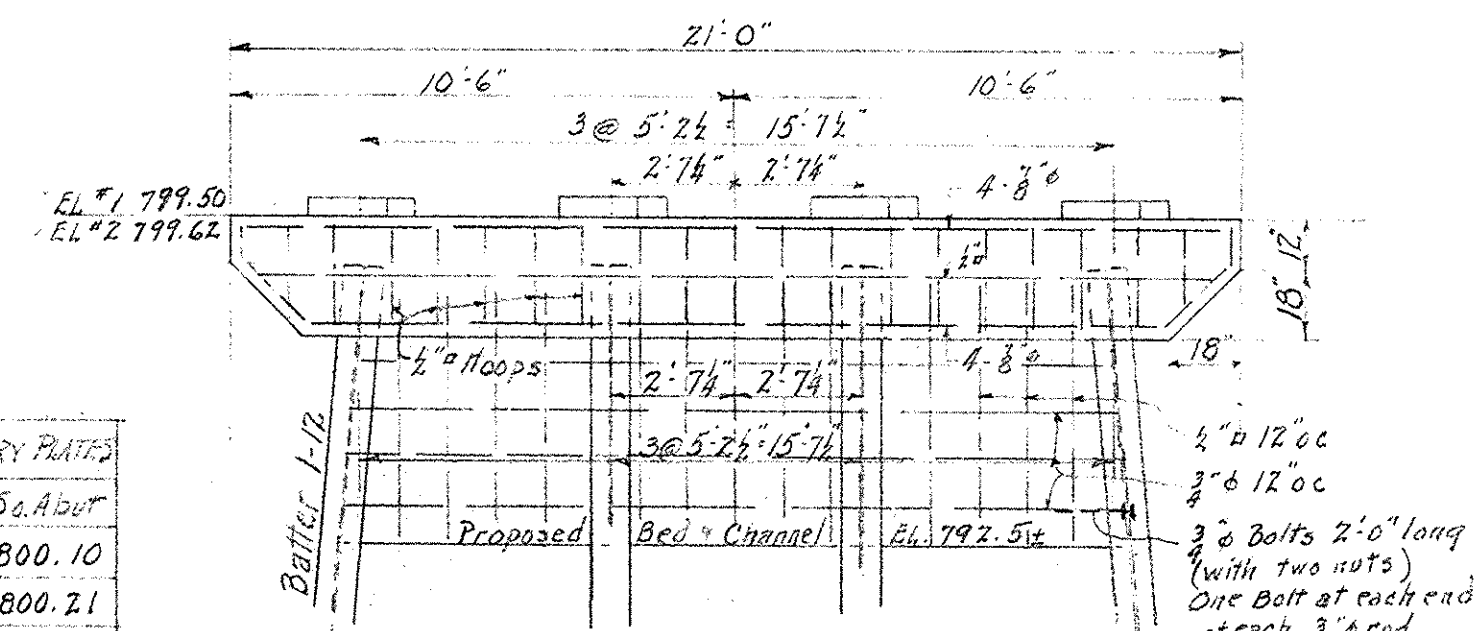 21'-0"
10'-6" 10'-6"
3 @ 5'-2½ = 15'-7½"
2'-7¼" 2'-7¼"
EL #1 799.50
EL #2 799.62
4-⅞"ϕ
½"¤
12"
18"
½"¤ Hoops
4-⅞"¤
18"
2'-7¼" 2'-7¼"
3@5'-2½"=15'-7½"
Batter 1-12
½"¤ 12"oc
¾"ϕ 12"oc
Proposed Bed & Channel EL. 792.5±
¾"ϕ Bolts 2'-0" long
(with two nuts)
One Bolt at each end
¾"ϕ rod
PLATES
So. Abut
800.10
800.21